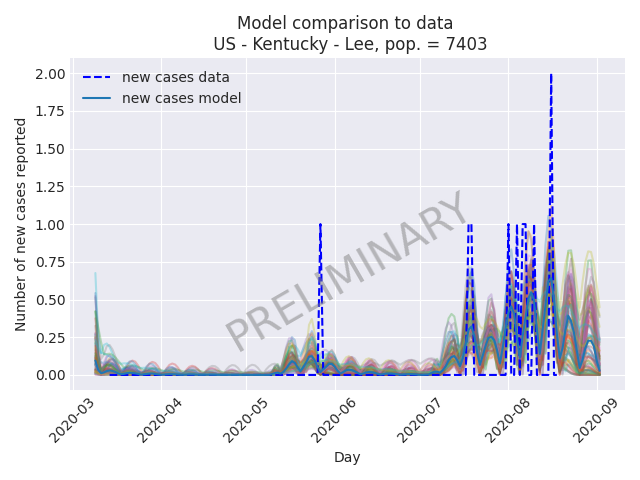 Model comparison to data
US - Kentucky - Lee, pop. = 7403
new cases data
new cases model
Number of new cases reported
2.00
1.75
1.50
1.25
1.00
0.75
0.50
0.25
0.00
PRELIMINARY
2020-03
2020-04
2020-05
2020-06
2020-07
2020-08
2020-09
Day